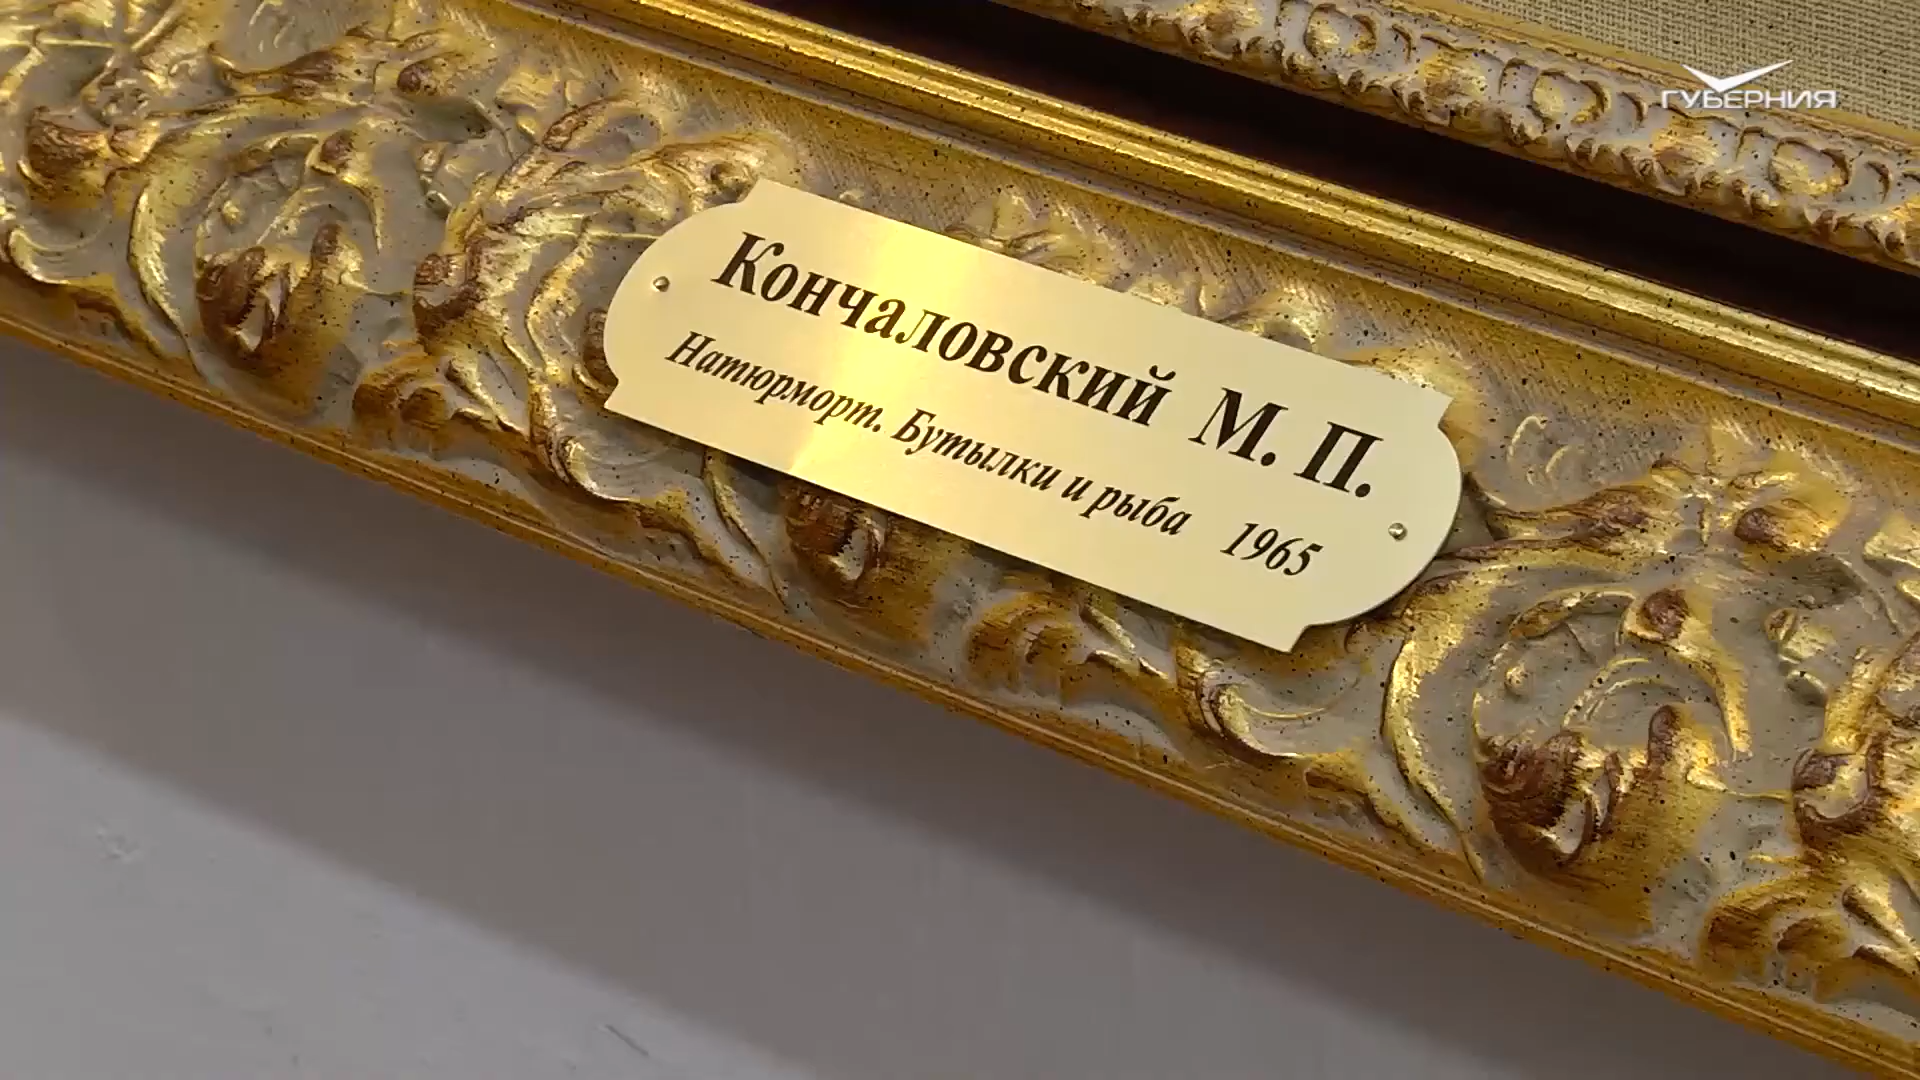 ГУБЕРНИЯ
Кончаловский М. П.
Натюрморт. Бутылки и рыба 1965